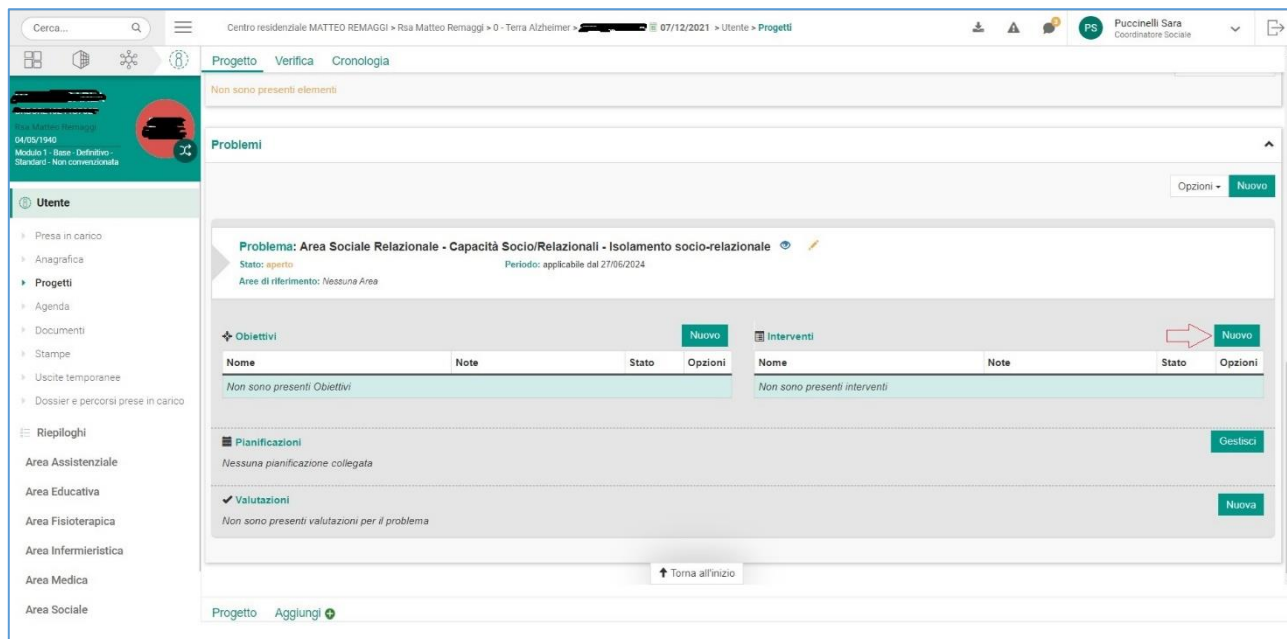 Cerca...
Centro residenziale MATTEO REMAGGI > Rsa Matteo Remaggi > 0 - Terra Alzheimer > 07/12/2021 > Utente > Progetti
3
PS
Puccinelli Sara
Coordinatore Sociale
Progetto Verifica Cronologia
Non sono presenti elementi
Rsa Matteo Remaggi
04/05/1940
Modulo 1 - Base - Definitivo -
Standard - Non convenzionata
Utente
Presa in carico
Anagrafica
Progetti
Agenda
Documenti
Stampe
Uscite temporanee
Dossier e percorsi prese in carico
Riepiloghi
Area Assistenziale
Area Educativa
Area Fisioterapica
Area Infermieristica
Area Medica
Area Sociale
Problemi
Opzioni Nuovo
Problema: Area Sociale Relazionale - Capacità Socio/Relazionali - Isolamento socio-relazionale
Stato: aperto Periodo: applicabile dal 27/06/2024
Aree di riferimento: Nessuna Area
Obiettivi Nuovo
Nome Note Stato Opzioni
Non sono presenti Obiettivi
Interventi Nuovo
Nome Note Stato Opzioni
Non sono presenti interventi
Pianificazioni Gestisci
Nessuna pianificazione collegata
Valutazioni Nuova
Non sono presenti valutazioni per il problema
Torna all'inizio
Progetto Aggiungi